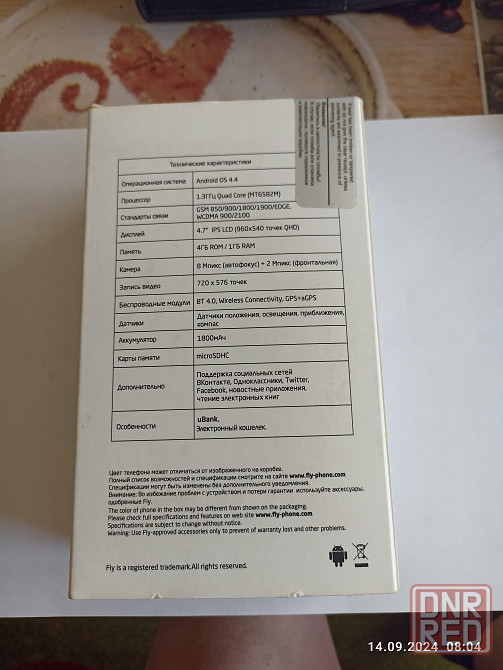 Технические характеристики
Операционная система Android OS 4.4
Процессор 1.3ГГц Quad Core (MT6582M)
Стандарты связи GSM 850/900/1800/1900/EDGE,
WCDMA 900/2100
Дисплей 4.7" IPS LCD (960x540 точек QHD)
Память 4ГБ ROM / 1ГБ RAM
Камера 8 Мпикс (автофокус) + 2 Мпикс (фронтальная)
Запись видео 720 x 576 точек
Беспроводные модули BT 4.0, Wireless Connectivity, GPS+aGPS
Датчики Датчики положения, освещения, приближения,
компас
Аккумулятор 1800мАч
Карты памяти microSDHC
Дополнительно Поддержка социальных сетей
ВКонтакте, Одноклассники, Twitter,
Facebook, новостные приложения,
чтение электронных книг
Особенности uBank.
Электронный кошелек.
Цвет телефона может отличаться от изображенного на коробке.
Полный список возможностей и спецификации смотрите на сайте www.fly-phone.com
Спецификации могут быть изменены без дополнительного уведомления.
Внимание: Во избежание проблем с устройством и потери гарантии используйте аксессуары,
одобренные Fly.
The color of phone in the box may be different from shown on the packaging.
Please check full specifications and features on web site www.fly-phone.com
Specifications are subject to change without notice.
Warning: Use Fly-approved accessories only to prevent of warranty lost and other problems.
Fly is a registered trademark.All rights reserved.
DNR
RED
14.09.2024 08:04